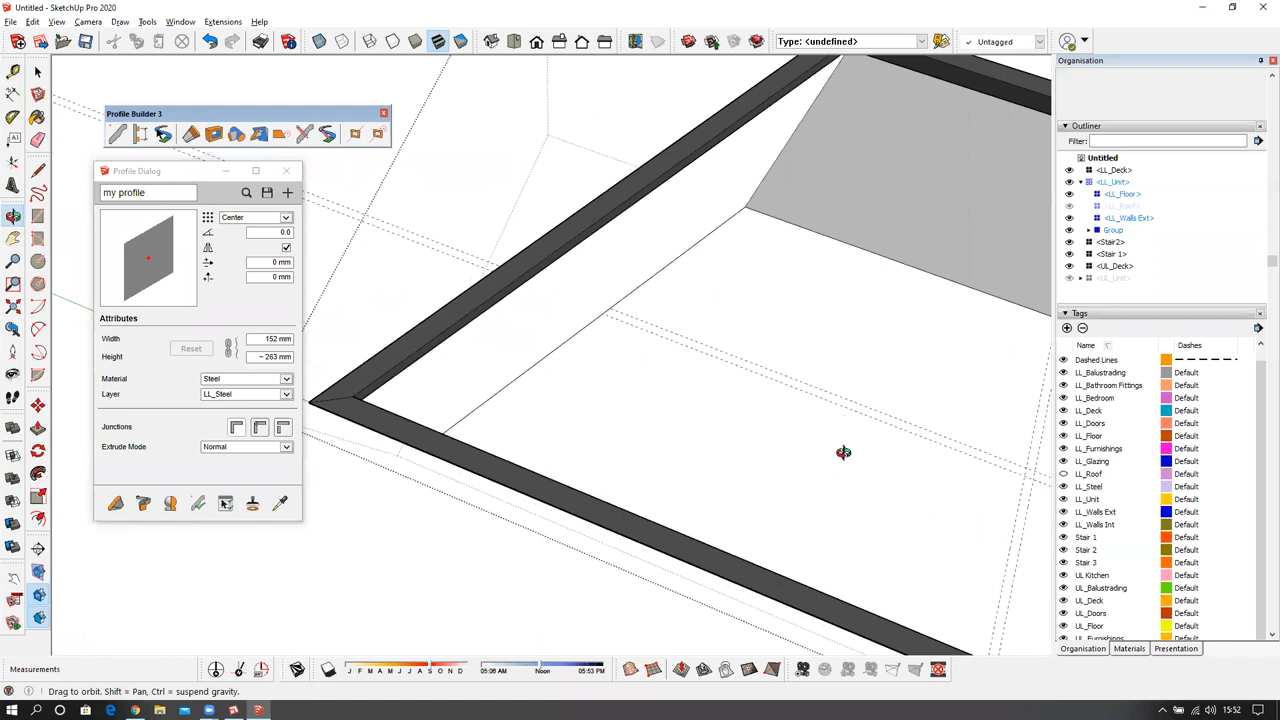 Untitled - SketchUp Pro 2020
File Edit View Camera Draw Tools Window Extensions Help
Type: <undefined>
Untagged
Organisation
Profile Builder 3
Outliner
Filter:
Profile Dialog
my profile
Untitled
<LL_Deck>
<LL_Unit>
<LL_Floor>
<LL_Roof>
<LL_Walls Ext>
Group
<Stair2>
<Stair 1>
<UL_Deck>
<UL_Unit>
Center
0.0
0 mm
0 mm
Attributes
Width 152 mm
Reset
Height ~ 263 mm
Material Steel
Layer LL_Steel
Junctions
Extrude Mode Normal
Tags
Name Dashes
Dashed Lines
LL_Balustrading Default
LL_Bathroom Fittings Default
LL_Bedroom Default
LL_Deck Default
LL_Doors Default
LL_Floor Default
LL_Furnishings Default
LL_Glazing Default
LL_Roof Default
LL_Steel Default
LL_Unit Default
LL_Walls Ext Default
LL_Walls Int Default
Stair 1 Default
Stair 2 Default
Stair 3 Default
UL Kitchen Default
UL_Balustrading Default
UL_Deck Default
UL_Doors Default
UL_Floor Default
UL_Furnishings Default
Organisation Materials Presentation
Measurements
J F M A M J J A S O N D
05:06 AM Noon 05:53 PM
Drag to orbit. Shift = Pan, Ctrl = suspend gravity.
15:52